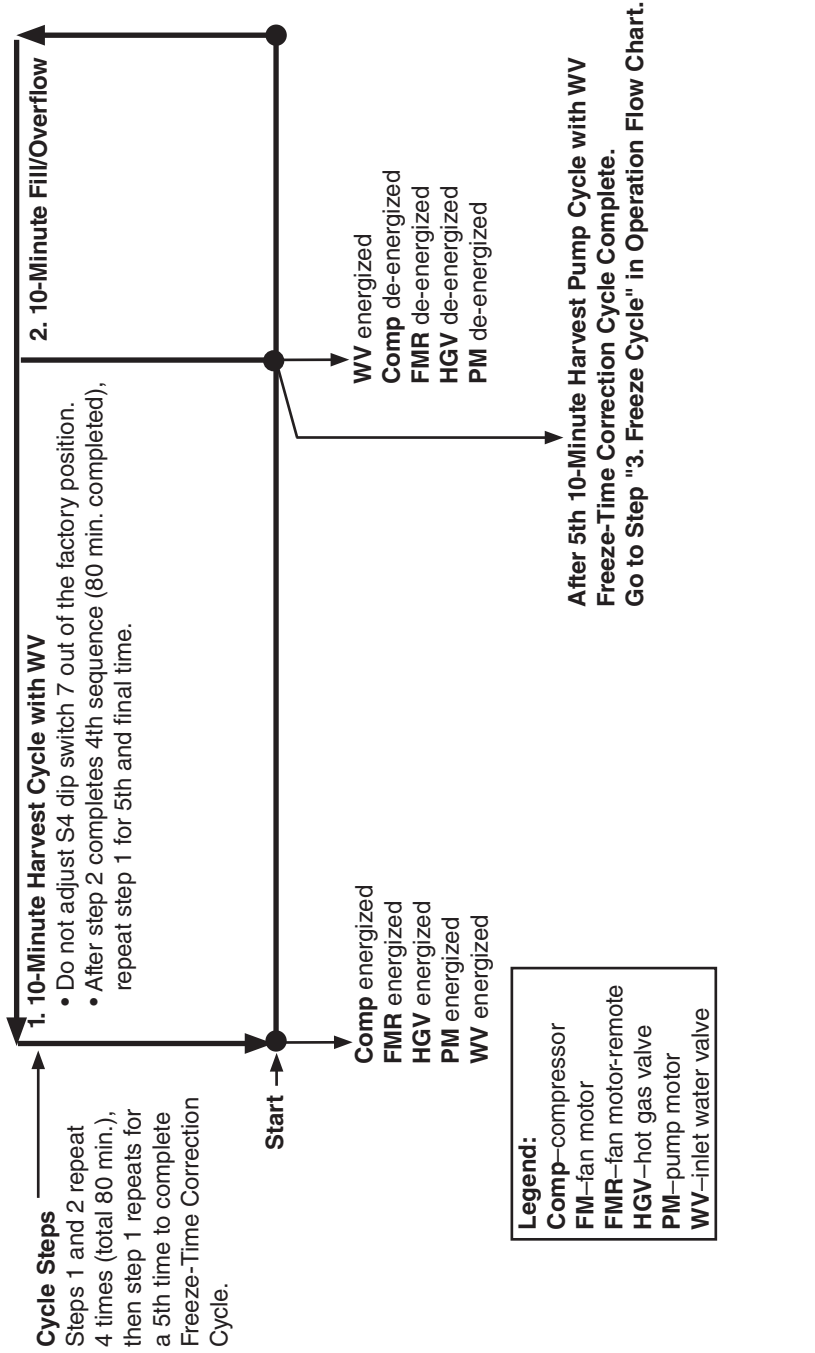 Cycle Steps
Steps 1 and 2 repeat
4 times (total 80 min.),
then step 1 repeats for
a 5th time to complete
Freeze-Time Correction
Cycle.
1. 10-Minute Harvest Cycle with WV
• Do not adjust S4 dip switch 7 out of the factory position.
• After step 2 completes 4th sequence (80 min. completed),
repeat step 1 for 5th and final time.
2. 10-Minute Fill/Overflow
Start
Comp energized
FMR energized
HGV energized
PM energized
WV energized
WV energized
Comp de-energized
FMR de-energized
HGV de-energized
PM de-energized
After 5th 10-Minute Harvest Pump Cycle with WV
Freeze-Time Correction Cycle Complete.
Go to Step "3. Freeze Cycle" in Operation Flow Chart.
Legend:
Comp–compressor
FM–fan motor
FMR–fan motor-remote
HGV–hot gas valve
PM–pump motor
WV–inlet water valve